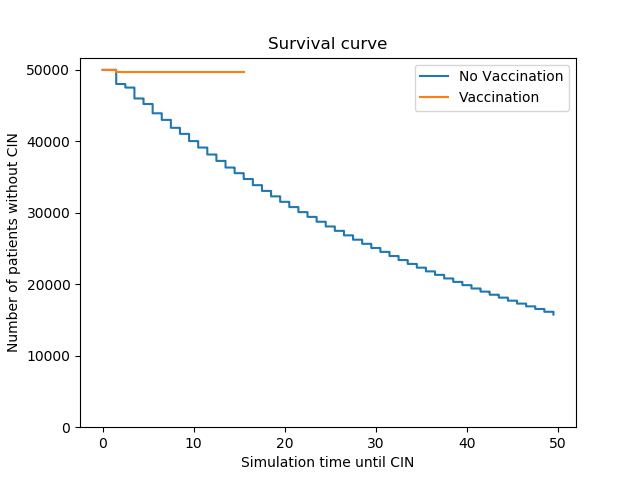 Survival curve
No Vaccination
Vaccination
Number of patients without CIN
50000
40000
30000
20000
10000
0
0 10 20 30 40 50
Simulation time until CIN